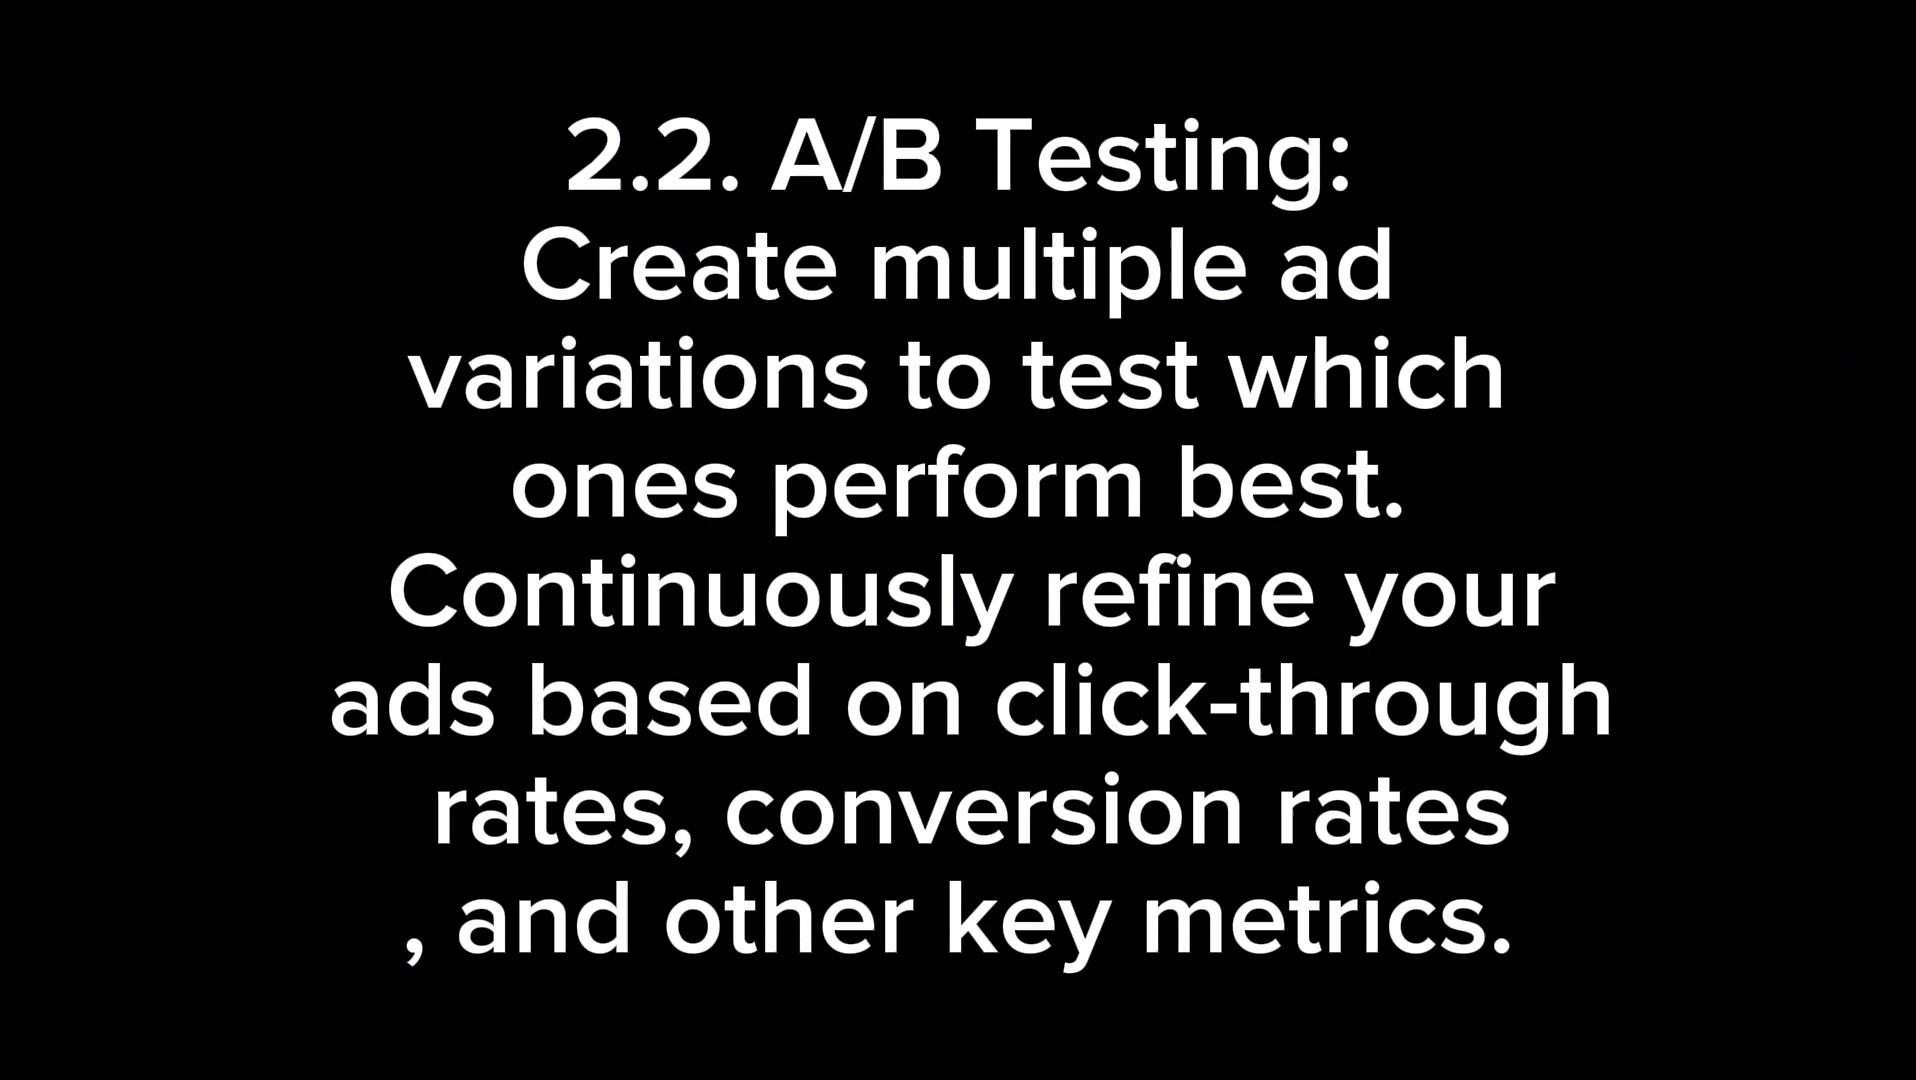 2.2. A/B Testing:
Create multiple ad
variations to test which
ones perform best.
Continuously refine your
ads based on click-through
rates, conversion rates
, and other key metrics.